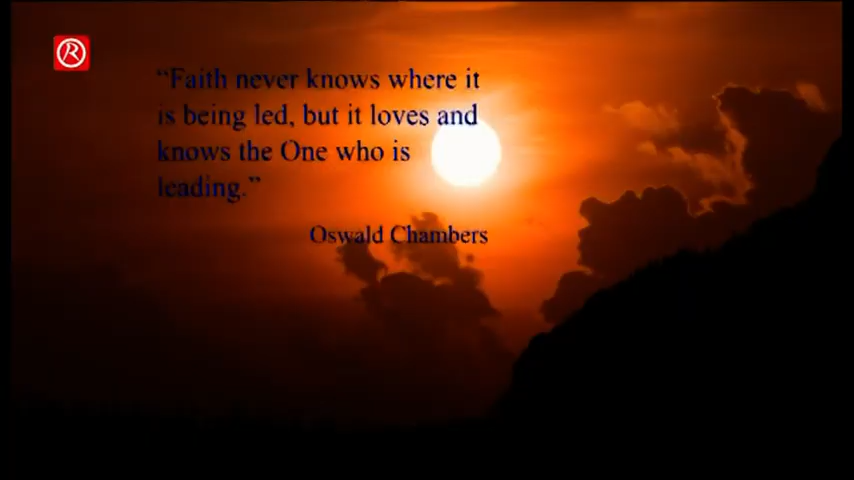 R
“Faith never knows where it
is being led, but it loves and
knows the One who is
leading.”
Oswald Chambers